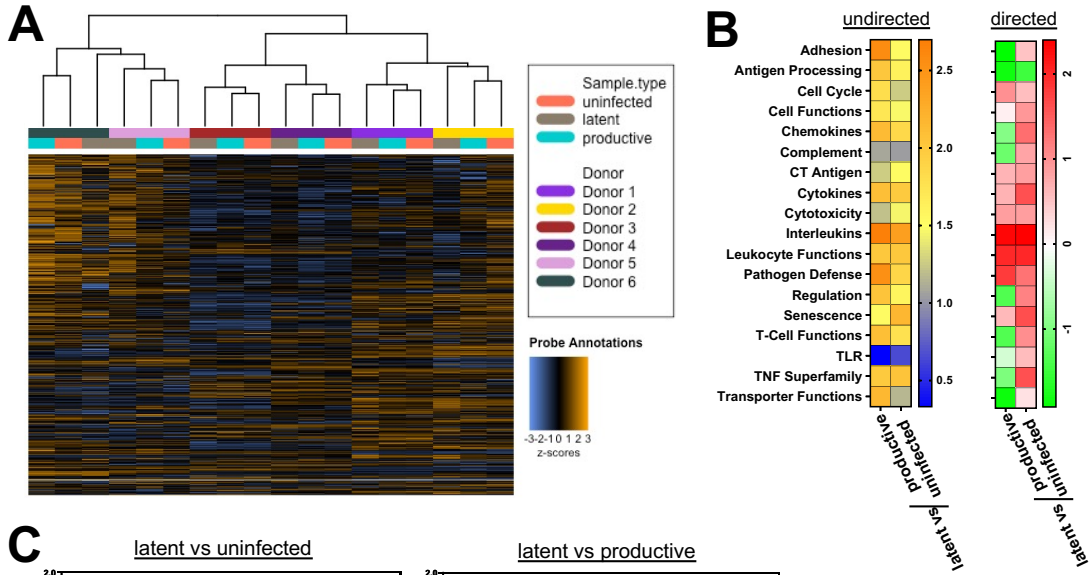 A
Sample.type
uninfected
latent
productive
Donor
Donor 1
Donor 2
Donor 3
Donor 4
Donor 5
Donor 6
Probe Annotations
-3-2-10 1 2 3
z-scores
B
undirected
directed
Adhesion
Antigen Processing
Cell Cycle
Cell Functions
Chemokines
Complement
CT Antigen
Cytokines
Cytotoxicity
Interleukins
Leukocyte Functions
Pathogen Defense
Regulation
Senescence
T-Cell Functions
TLR
TNF Superfamily
Transporter Functions
2.5
2.0
1.5
1.0
0.5
2
1
0
-1
productive
uninfected
latent vs
productive
uninfected
latent vs
C
latent vs uninfected
latent vs productive
2.0
2.0